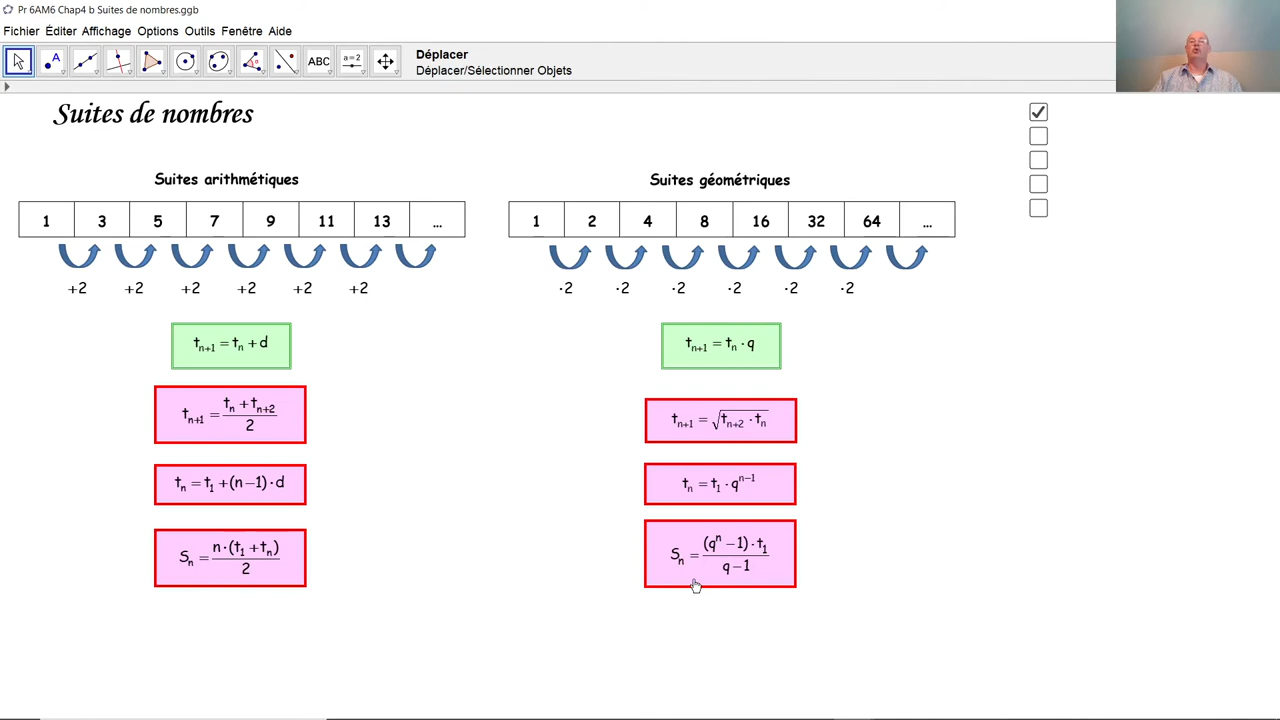 Pr 6AM6 Chap4 b Suites de nombres.ggb
Fichier Éditer Affichage Options Outils Fenêtre Aide
A ABC a=2
Déplacer
Déplacer/Sélectionner Objets
Suites de nombres
Suites arithmétiques
1 3 5 7 9 11 13 ...
+2 +2 +2 +2 +2 +2
tₙ₊₁ = tₙ + d
tₙ₊₁ = (tₙ + tₙ₊₂)/2
tₙ = t₁ + (n−1)·d
Sₙ = n·(t₁ + tₙ)/2
Suites géométriques
1 2 4 8 16 32 64 ...
·2 ·2 ·2 ·2 ·2 ·2
tₙ₊₁ = tₙ · q
tₙ₊₁ = √(tₙ₊₂ · tₙ)
tₙ = t₁ · qⁿ⁻¹
Sₙ = (qⁿ − 1)·t₁/(q − 1)